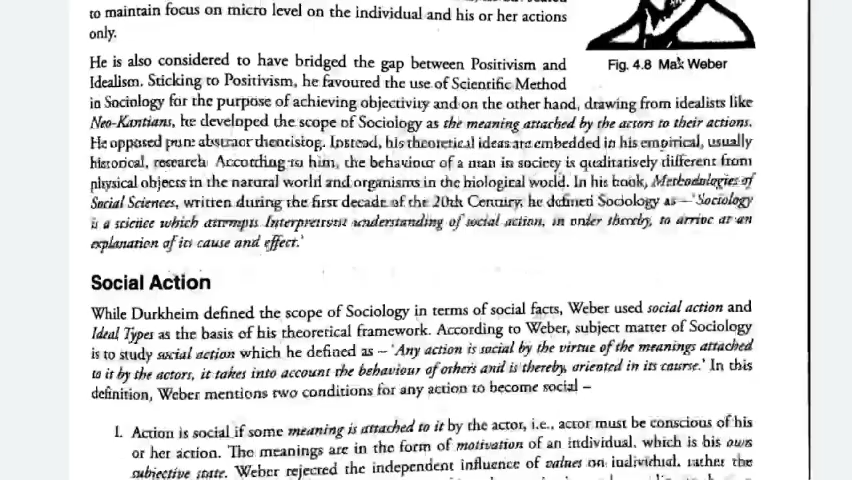 to maintain focus on micro level on the individual and his or her actions
only.
Fig. 4.8 Max Weber
He is also considered to have bridged the gap between Positivism and
Idealism. Sticking to Positivism, he favoured the use of Scientific Method
in Sociology for the purpose of achieving objectivity and on the other hand, drawing from idealists like
Neo-Kantians, he developed the scope of Sociology as the meaning attached by the actors to their actions.
He opposed pure abstract theorising. Instead, his theoretical ideas are embedded in his empirical, usually
historical, research. According to him, the behaviour of a man in society is qualitatively different from
physical objects in the natural world and organisms in the biological world. In his book, Methodologies of
Social Sciences, written during the first decade of the 20th Century, he defined Sociology as – 'Sociology
is a science which attempts Interpretive understanding of social action, in order thereby, to arrive at an
explanation of its cause and effect.'
Social Action
While Durkheim defined the scope of Sociology in terms of social facts, Weber used social action and
Ideal Types as the basis of his theoretical framework. According to Weber, subject matter of Sociology
is to study social action which he defined as – 'Any action is social by the virtue of the meanings attached
to it by the actors, it takes into account the behaviour of others and is thereby, oriented in its course.' In this
definition, Weber mentions two conditions for any action to become social –
1. Action is social if some meaning is attached to it by the actor, i.e., actor must be conscious of his
or her action. The meanings are in the form of motivation of an individual, which is his own
subjective state. Weber rejected the independent influence of values on individual, rather the